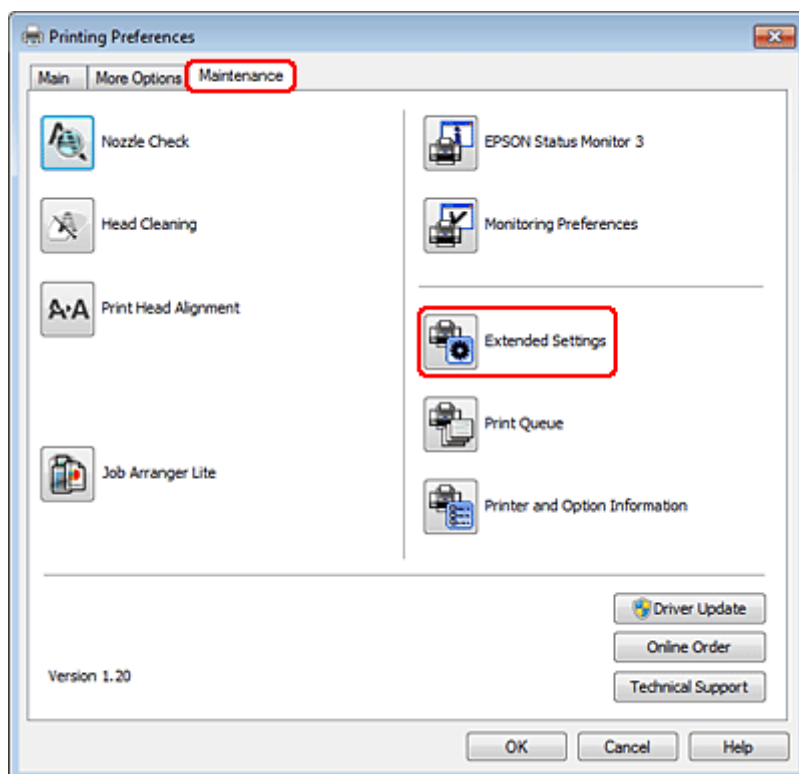 Printing Preferences
Main
More Options
Maintenance
Nozzle Check
Head Cleaning
A·A Print Head Alignment
Job Arranger Lite
EPSON Status Monitor 3
Monitoring Preferences
Extended Settings
Print Queue
Printer and Option Information
Driver Update
Online Order
Technical Support
Version 1.20
OK
Cancel
Help